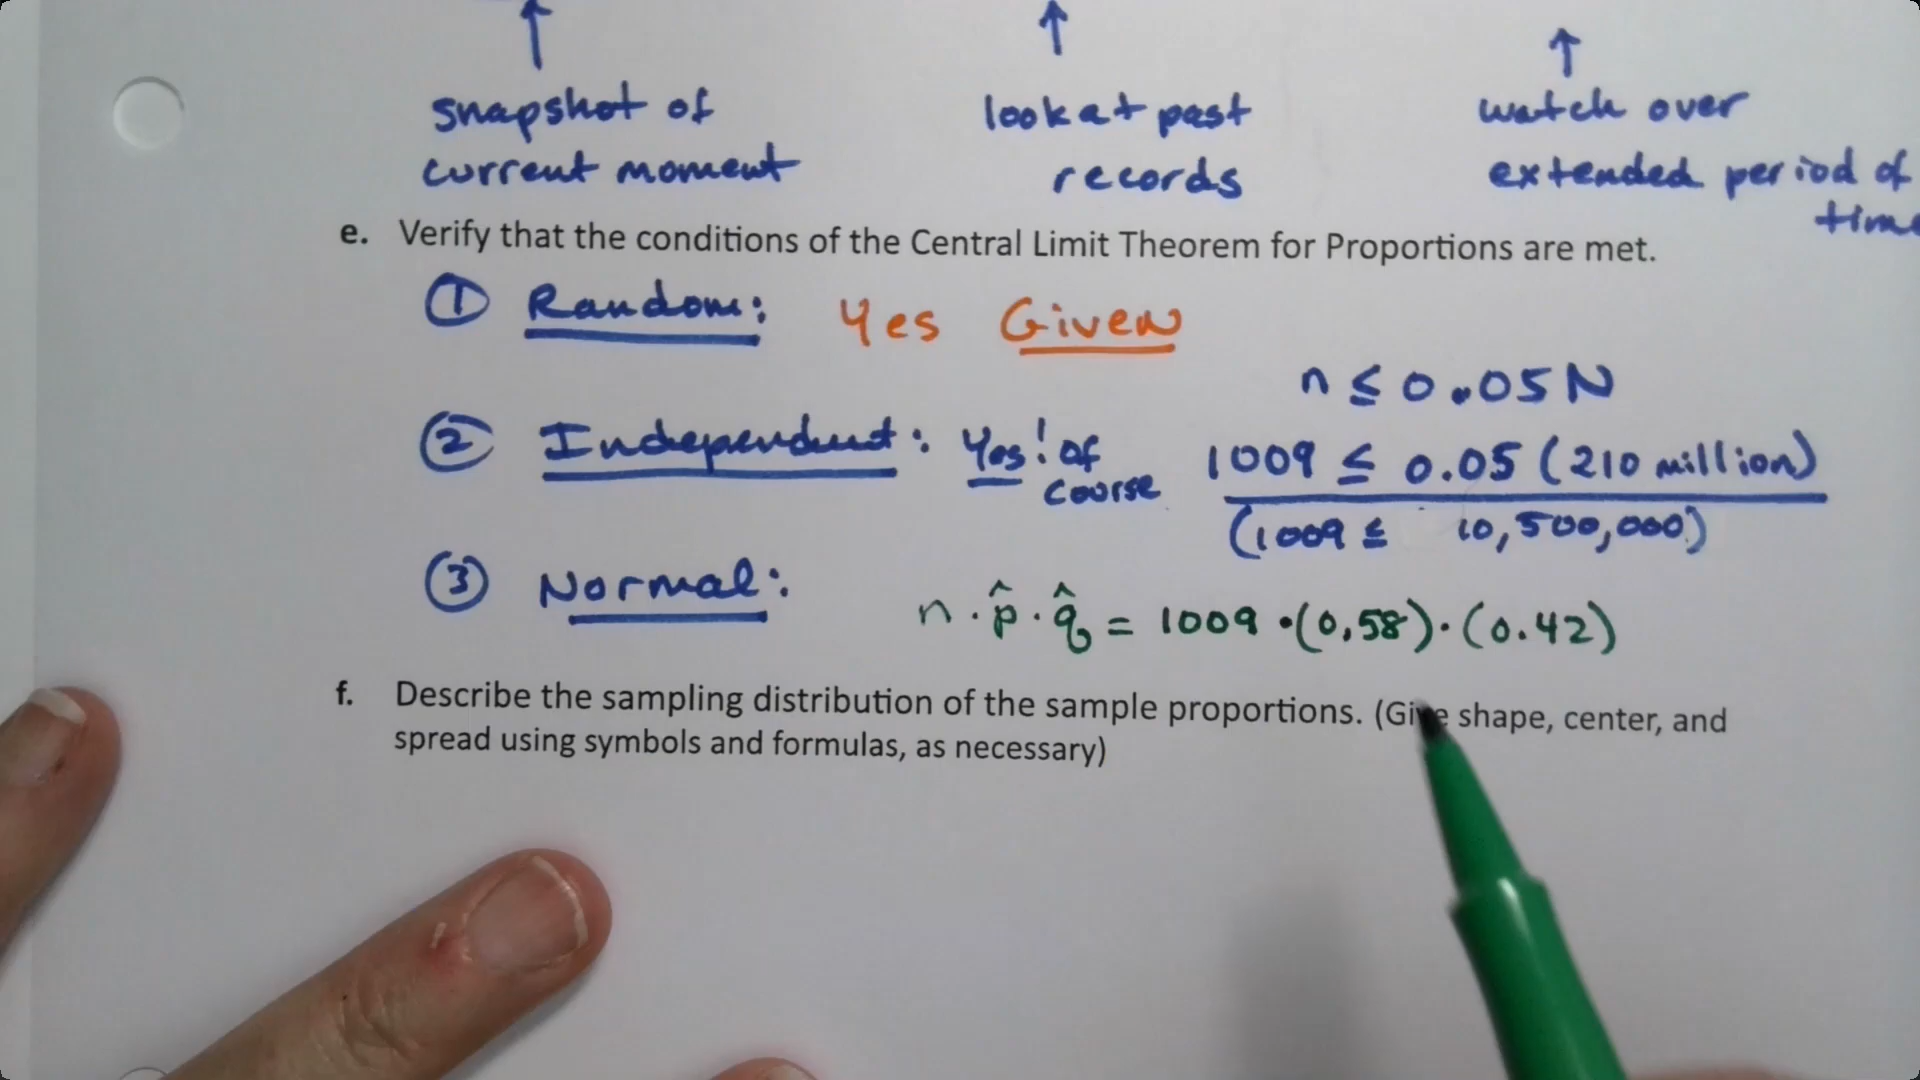 ↑ ↑ ↑
snapshot of look at past watch over
current moment records extended period of
time
e. Verify that the conditions of the Central Limit Theorem for Proportions are met.
① Random: Yes Given
n ≤ 0.05N
② Independent: Yes! Of course 1009 ≤ 0.05 (210 million)
(1009 ≤ 10,500,000)
③ Normal: n · p̂ · q̂ = 1009 · (0.58) · (0.42)
f. Describe the sampling distribution of the sample proportions. (Give shape, center, and
spread using symbols and formulas, as necessary)